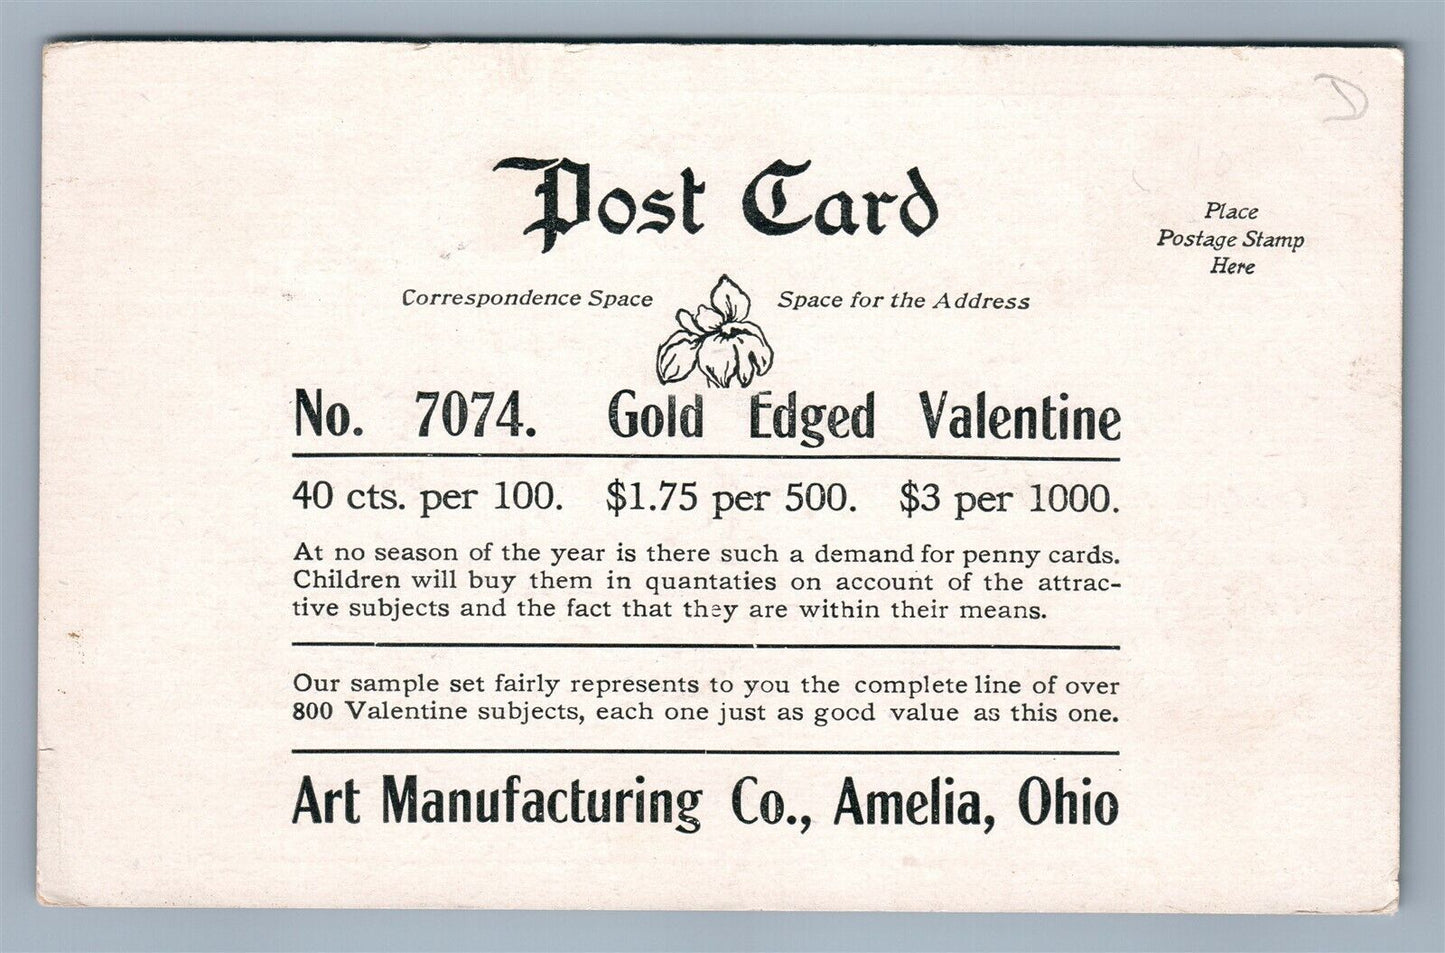 Post Card
Place
Postage Stamp
Here
Correspondence Space
Space for the Address
No. 7074. Gold Edged Valentine
40 cts. per 100. $1.75 per 500. $3 per 1000.
At no season of the year is there such a demand for penny cards.
Children will buy them in quantaties on account of the attrac-
tive subjects and the fact that they are within their means.
Our sample set fairly represents to you the complete line of over
800 Valentine subjects, each one just as good value as this one.
Art Manufacturing Co., Amelia, Ohio